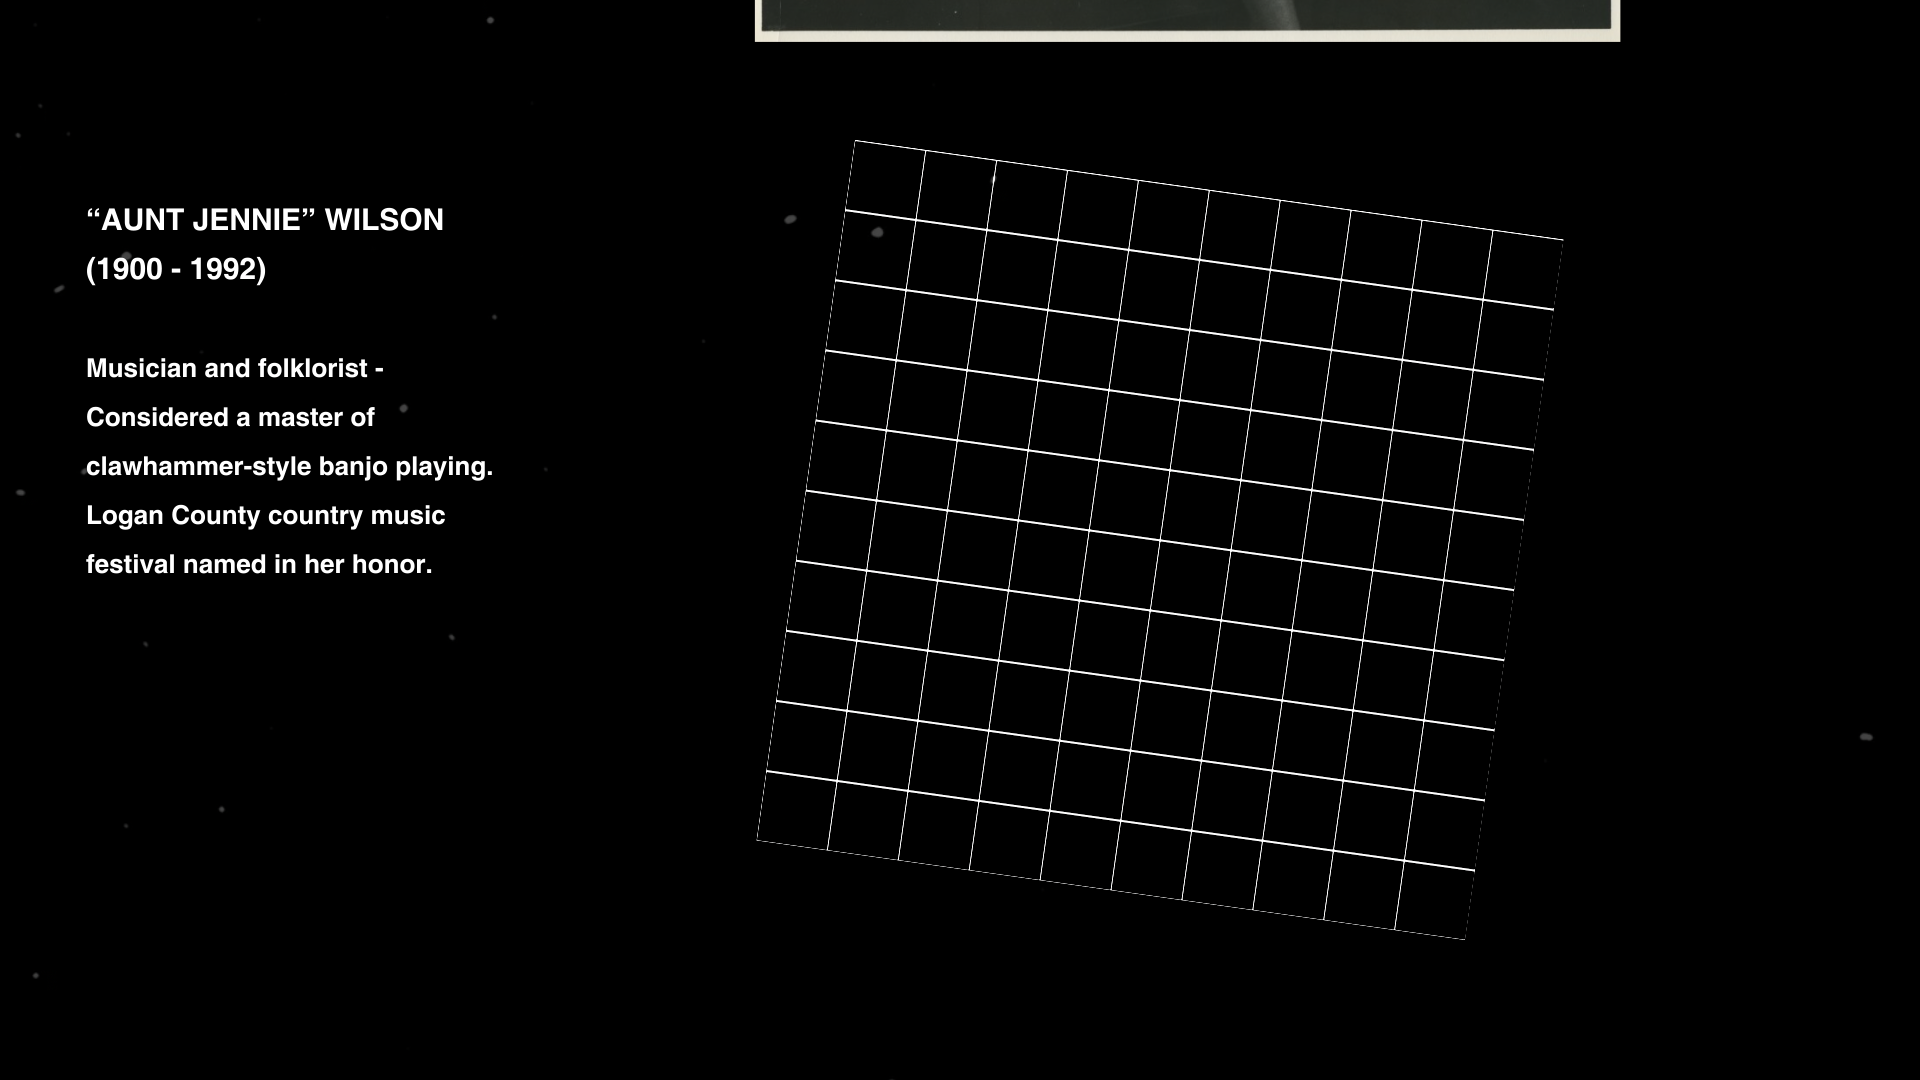 “AUNT JENNIE” WILSON
(1900 - 1992)
Musician and folklorist -
Considered a master of
clawhammer-style banjo playing.
Logan County country music
festival named in her honor.